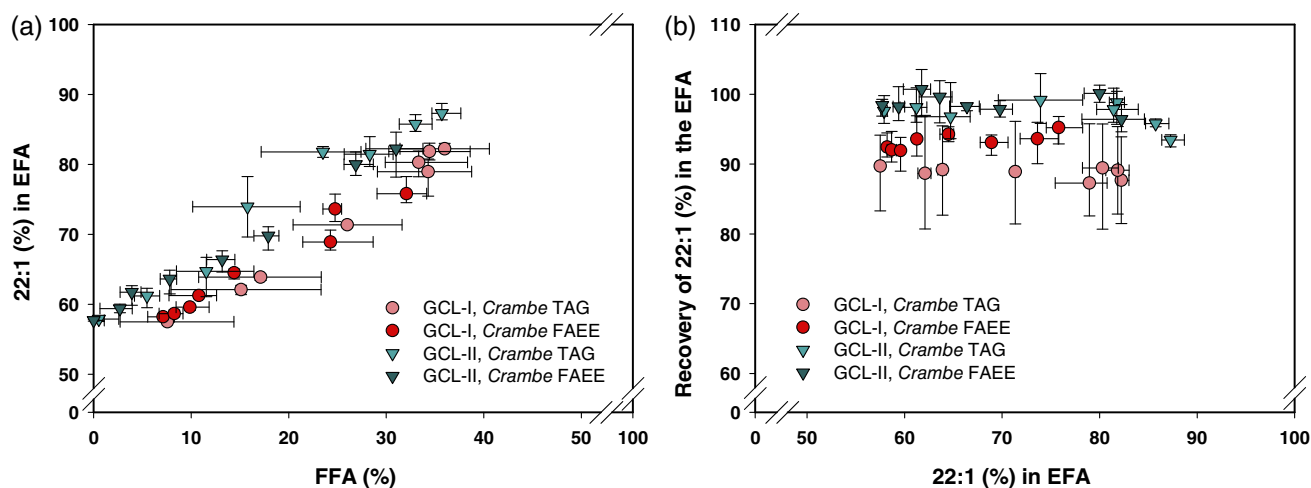 (a)
22:1 (%) in EFA
100
90
80
70
60
50
0
0 10 20 30 40 100
FFA (%)
GCL-I, Crambe TAG
GCL-I, Crambe FAEE
GCL-II, Crambe TAG
GCL-II, Crambe FAEE
(b)
Recovery of 22:1 (%) in the EFA
110
100
90
80
70
60
0
0 50 60 70 80 90 100
22:1 (%) in EFA
GCL-I, Crambe TAG
GCL-I, Crambe FAEE
GCL-II, Crambe TAG
GCL-II, Crambe FAEE